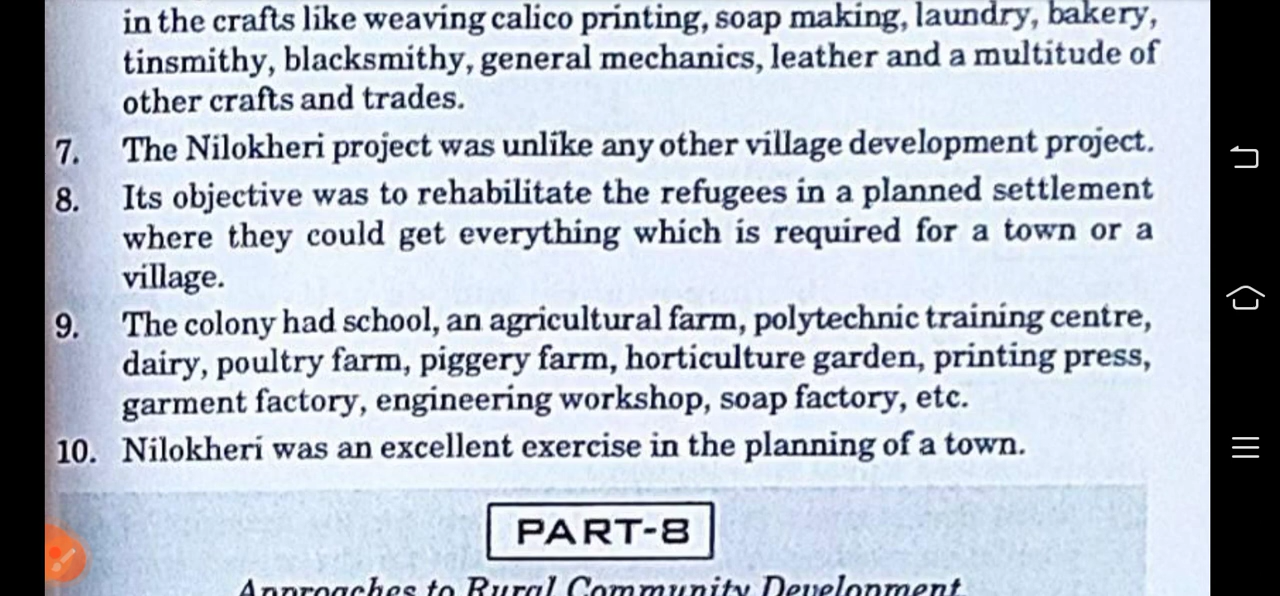 in the crafts like weaving calico printing, soap making, laundry, bakery,
tinsmithy, blacksmithy, general mechanics, leather and a multitude of
other crafts and trades.
7. The Nilokheri project was unlike any other village development project.
8. Its objective was to rehabilitate the refugees in a planned settlement
where they could get everything which is required for a town or a
village.
9. The colony had school, an agricultural farm, polytechnic training centre,
dairy, poultry farm, piggery farm, horticulture garden, printing press,
garment factory, engineering workshop, soap factory, etc.
10. Nilokheri was an excellent exercise in the planning of a town.
PART-8
Approaches to Rural Community Development